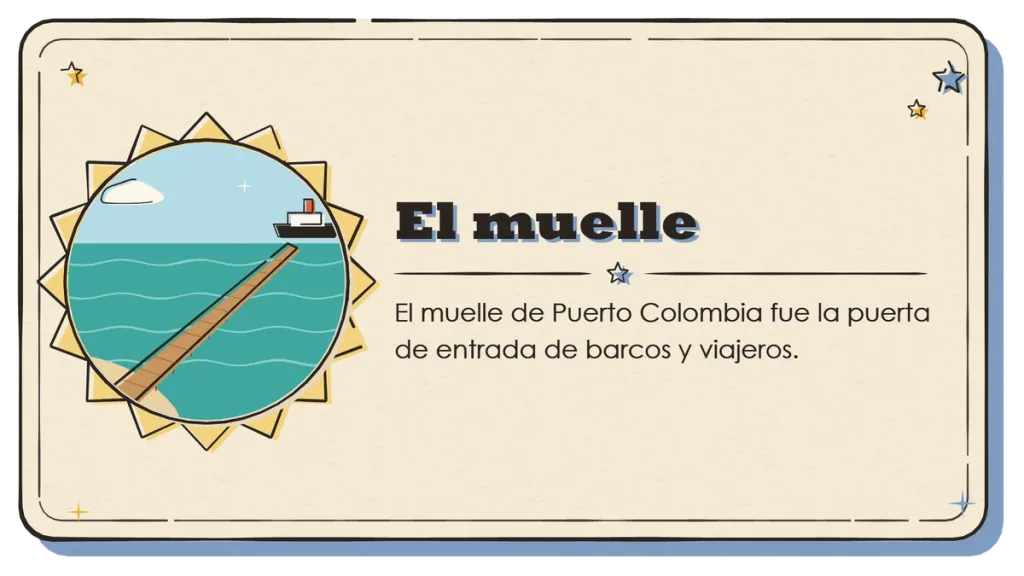 El muelle
El muelle de Puerto Colombia fue la puerta
de entrada de barcos y viajeros.